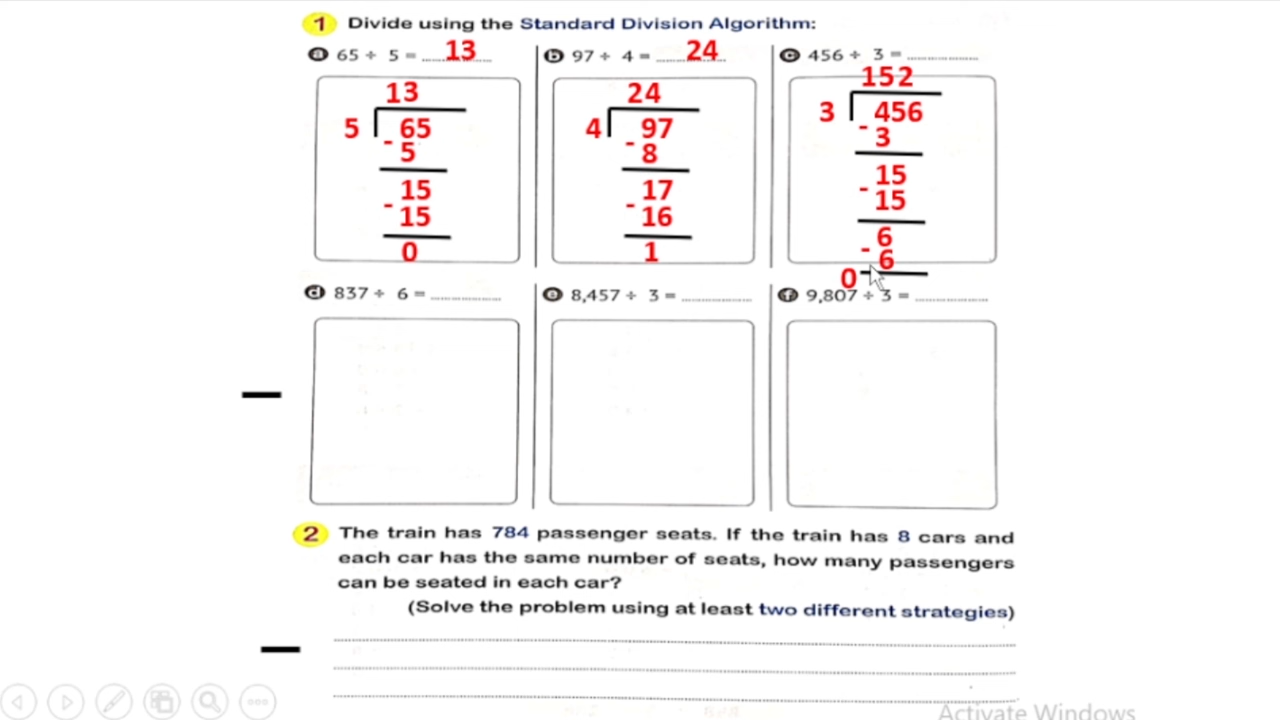 1 Divide using the Standard Division Algorithm:
a 65 ÷ 5 = 13
13
5 65
- 5
15
- 15
0
b 97 ÷ 4 = 24
24
4 97
- 8
17
- 16
1
c 456 ÷ 3 =
152
3 456
- 3
15
- 15
6
- 6
0
d 837 ÷ 6 =
e 8,457 ÷ 3 =
f 9,807 ÷ 3 =
2 The train has 784 passenger seats. If the train has 8 cars and
each car has the same number of seats, how many passengers
can be seated in each car?
(Solve the problem using at least two different strategies)
Activate Windows